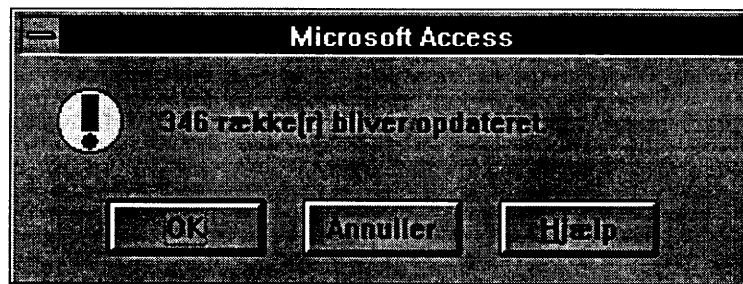 Microsoft Access
346 række(r) bliver opdateret
OK
Annuller
Hjælp